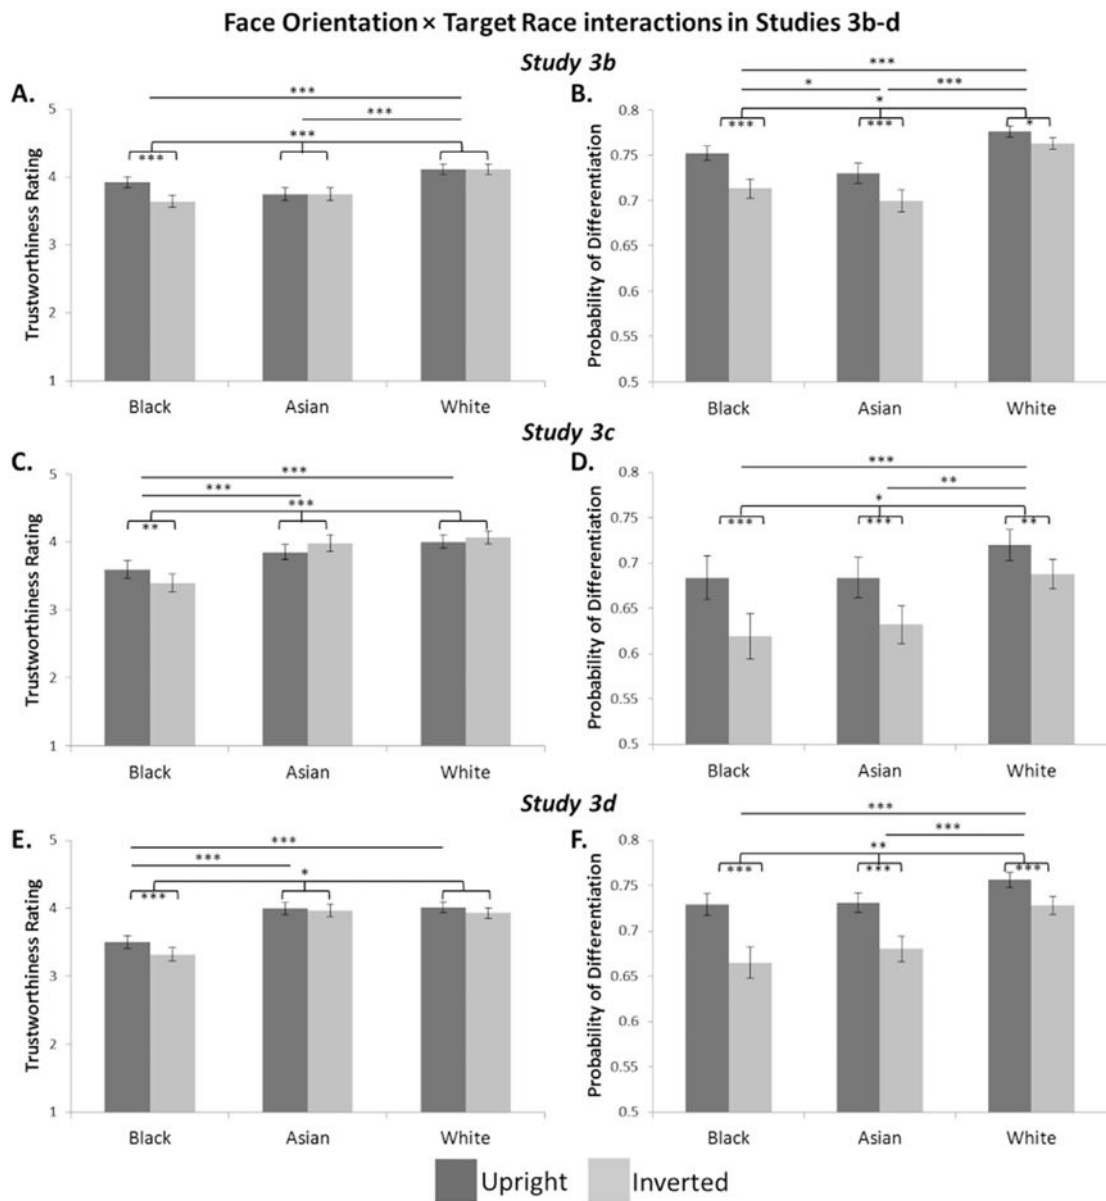 Face Orientation × Target Race interactions in Studies 3b-d
Study 3b
A.
Trustworthiness Rating
5
4
3
2
1
***
***
***
***
Black
Asian
White
B.
Probability of Differentiation
0.8
0.75
0.7
0.65
0.6
0.55
0.5
***
* ***
*
*** *** *
Black
Asian
White
Study 3c
C.
Trustworthiness Rating
5
4
3
2
1
***
***
***
**
Black
Asian
White
D.
Probability of Differentiation
0.8
0.75
0.7
0.65
0.6
0.55
0.5
***
**
*
*** *** **
Black
Asian
White
Study 3d
E.
Trustworthiness Rating
5
4
3
2
1
***
***
*
***
Black
Asian
White
F.
Probability of Differentiation
0.8
0.75
0.7
0.65
0.6
0.55
0.5
***
***
**
*** *** ***
Black
Asian
White
Upright
Inverted